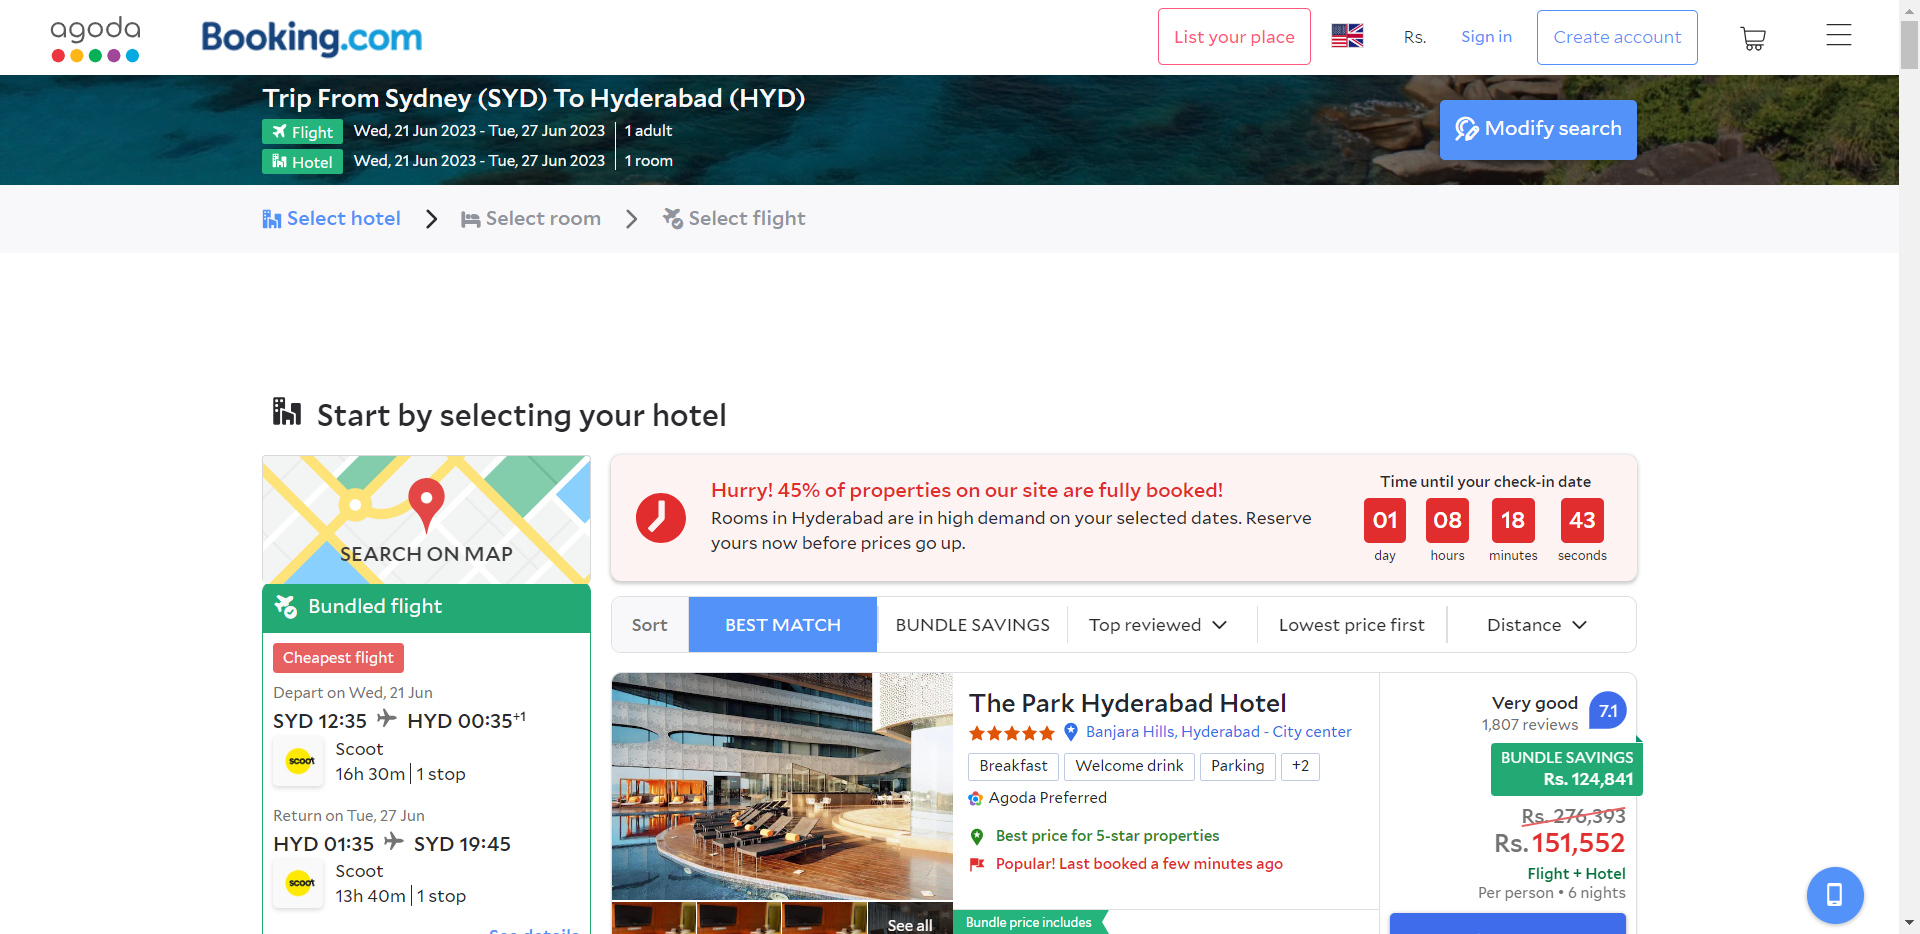 agoda
Booking.com
List your place
Rs.
Sign in
Create account
Trip From Sydney (SYD) To Hyderabad (HYD)
Flight Wed, 21 Jun 2023 - Tue, 27 Jun 2023 1 adult
Hotel Wed, 21 Jun 2023 - Tue, 27 Jun 2023 1 room
Modify search
Select hotel
Select room
Select flight
Start by selecting your hotel
SEARCH ON MAP
Bundled flight
Cheapest flight
Depart on Wed, 21 Jun
SYD 12:35 HYD 00:35+1
scoot
Scoot
16h 30m 1 stop
Return on Tue, 27 Jun
HYD 01:35 SYD 19:45
scoot
Scoot
13h 40m 1 stop
See details
Hurry! 45% of properties on our site are fully booked!
Rooms in Hyderabad are in high demand on your selected dates. Reserve
yours now before prices go up.
Time until your check-in date
01 08 18 43
day hours minutes seconds
Sort
BEST MATCH
BUNDLE SAVINGS
Top reviewed
Lowest price first
Distance
The Park Hyderabad Hotel
Banjara Hills, Hyderabad - City center
Breakfast
Welcome drink
Parking
+2
Agoda Preferred
Best price for 5-star properties
Popular! Last booked a few minutes ago
See all
Bundle price includes
Very good
1,807 reviews
7.1
BUNDLE SAVINGS
Rs. 124,841
Rs. 276,393
Rs. 151,552
Flight + Hotel
Per person • 6 nights